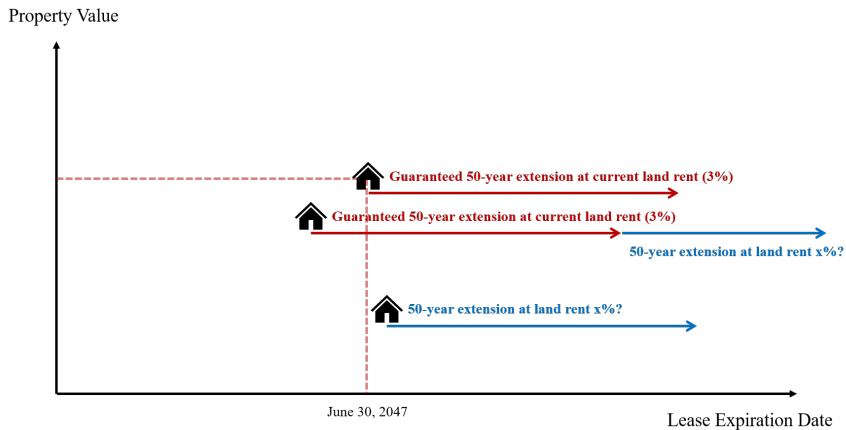 Property Value
Guaranteed 50-year extension at current land rent (3%)
Guaranteed 50-year extension at current land rent (3%)
50-year extension at land rent x%?
50-year extension at land rent x%?
June 30, 2047
Lease Expiration Date